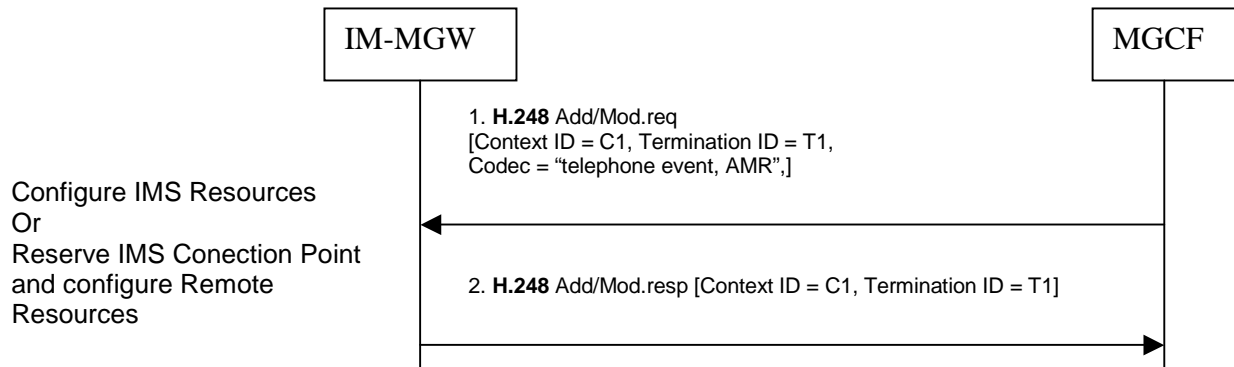 IM-MGW
MGCF
1. H.248 Add/Mod.req
[Context ID = C1, Termination ID = T1,
Codec = “telephone event, AMR”,]
Configure IMS Resources
Or
Reserve IMS Conection Point
and configure Remote
Resources
2. H.248 Add/Mod.resp [Context ID = C1, Termination ID = T1]